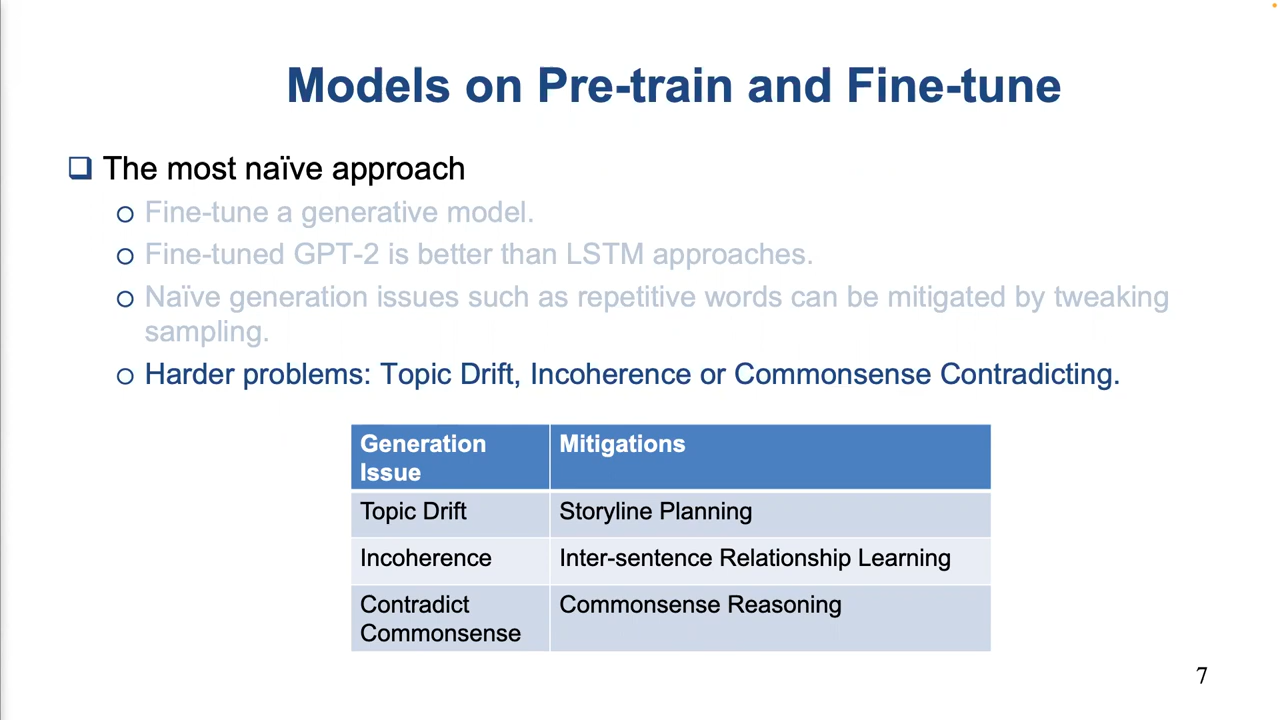 Models on Pre-train and Fine-tune
The most naïve approach
Fine-tune a generative model.
Fine-tuned GPT-2 is better than LSTM approaches.
Naïve generation issues such as repetitive words can be mitigated by tweaking
sampling.
Harder problems: Topic Drift, Incoherence or Commonsense Contradicting.
Generation
Issue
Mitigations
Topic Drift
Storyline Planning
Incoherence
Inter-sentence Relationship Learning
Contradict
Commonsense
Commonsense Reasoning
7